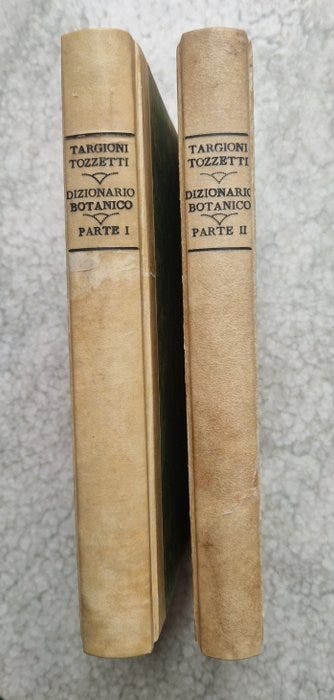 TARGIONI
TOZZETTI
DIZIONARIO
BOTANICO
PARTE I
TARGIONI
TOZZETTI
DIZIONARIO
BOTANICO
PARTE II